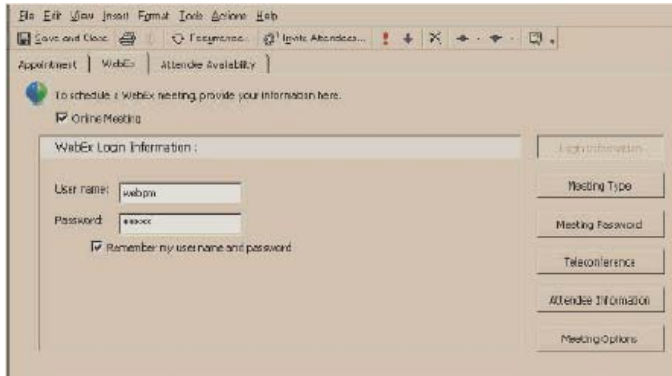 File Edit View Insert Format Tools Actions Help
Save and Close Recurrence... Invite Attendees...
Appointment WebEx Attendee Availability
To schedule a WebEx meeting, provide your information here.
Online Meeting
WebEx Login Information :
Login Information
User name: webpm
Meeting Type
Password: *****
Meeting Password
Remember my user name and password
Teleconference
Attendee Information
Meeting Options